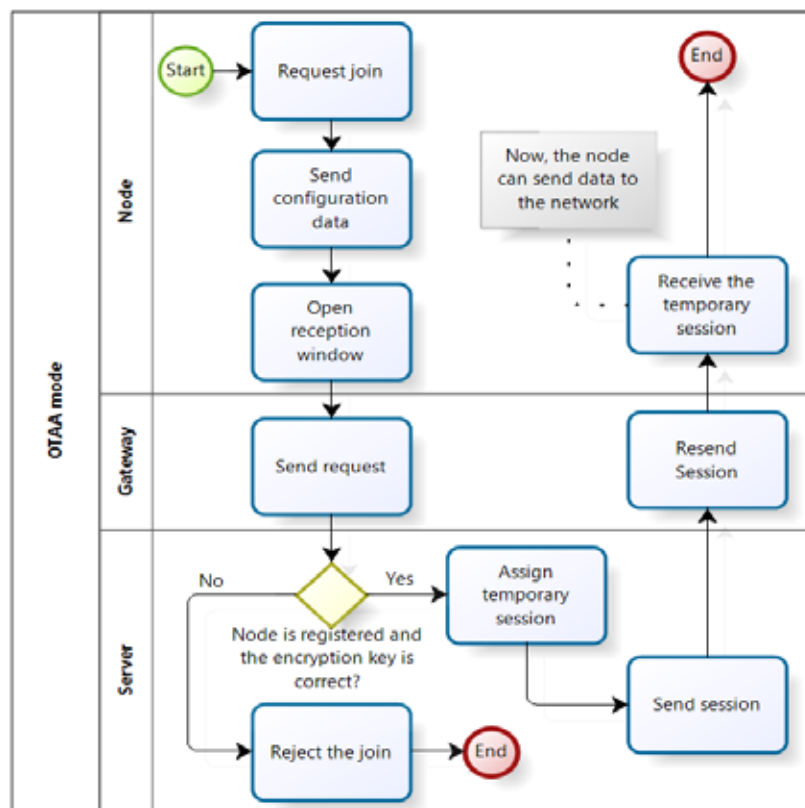 OTAA mode
Node
Start
Request join
Send
configuration
data
Open
reception
window
End
Now, the node
can send data to
the network
Receive the
temporary
session
Gateway
Send request
Resend
Session
Server
No
Yes
Node is registered and
the encryption key is
correct?
Assign
temporary
session
Send session
Reject the join
End